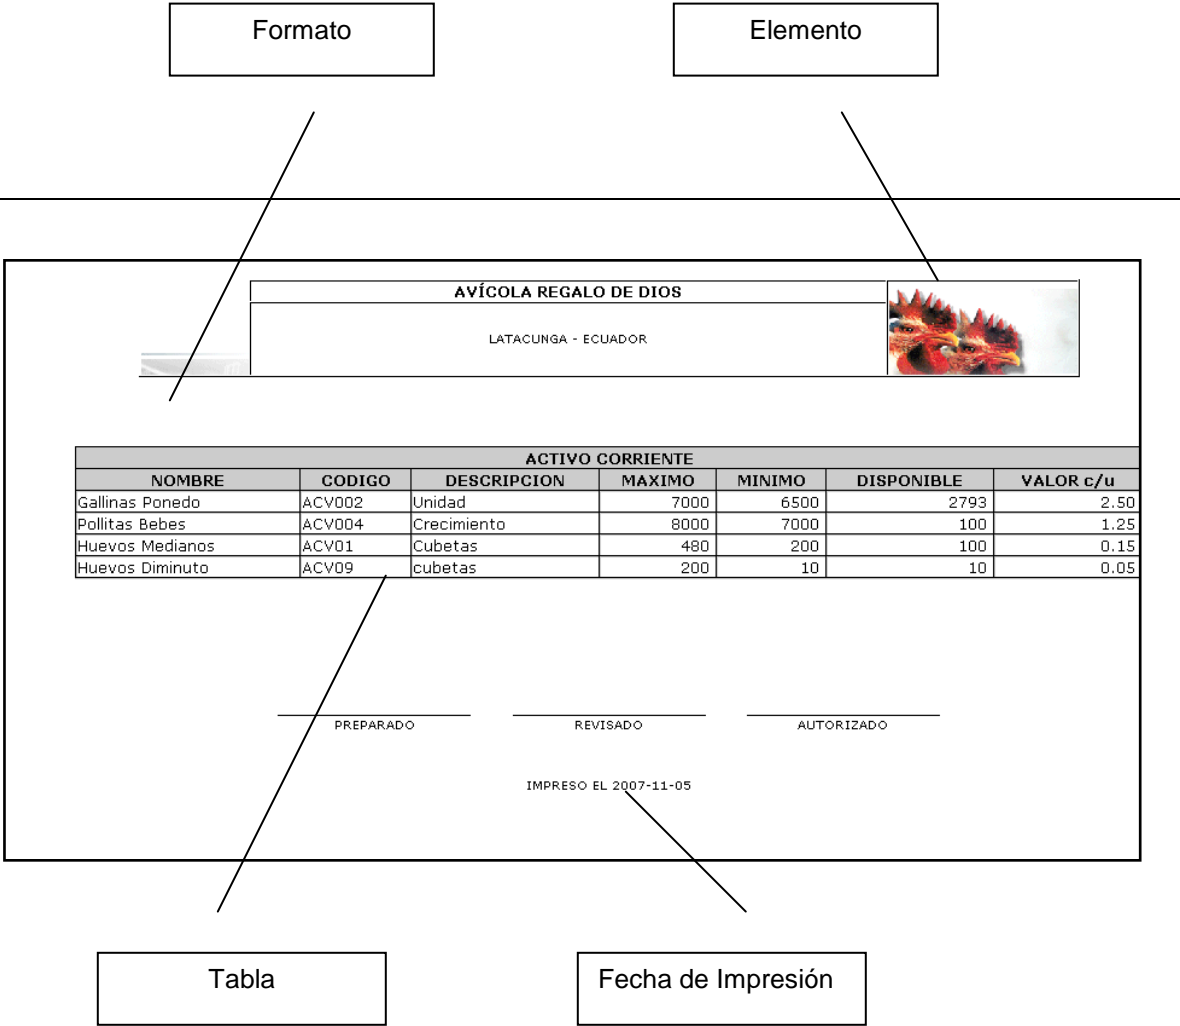 Formato
Elemento
AVÍCOLA REGALO DE DIOS
LATACUNGA - ECUADOR
ACTIVO CORRIENTE
NOMBRE CODIGO DESCRIPCION MAXIMO MINIMO DISPONIBLE VALOR c/u
Gallinas Ponedo ACV002 Unidad 7000 6500 2793 2.50
Pollitas Bebes ACV004 Crecimiento 8000 7000 100 1.25
Huevos Medianos ACV01 Cubetas 480 200 100 0.15
Huevos Diminuto ACV09 cubetas 200 10 10 0.05
PREPARADO REVISADO AUTORIZADO
IMPRESO EL 2007-11-05
Tabla
Fecha de Impresión